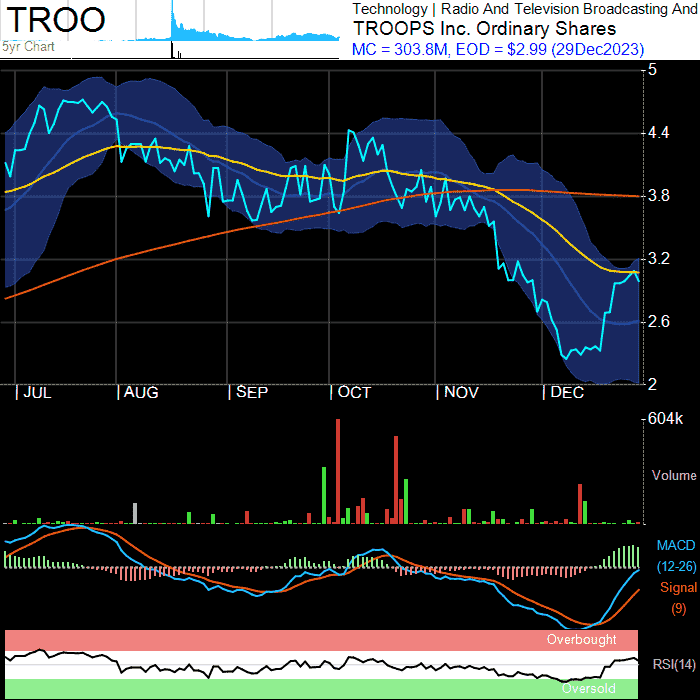 TROO
5yr Chart
Technology | Radio And Television Broadcasting And
TROOPS Inc. Ordinary Shares
MC = 303.8M, EOD = $2.99 (29Dec2023)
5
4.4
3.8
3.2
2.6
2
JUL AUG SEP OCT NOV DEC
604k
Volume
MACD
(12-26)
Signal
(9)
Overbought
RSI(14)
Oversold